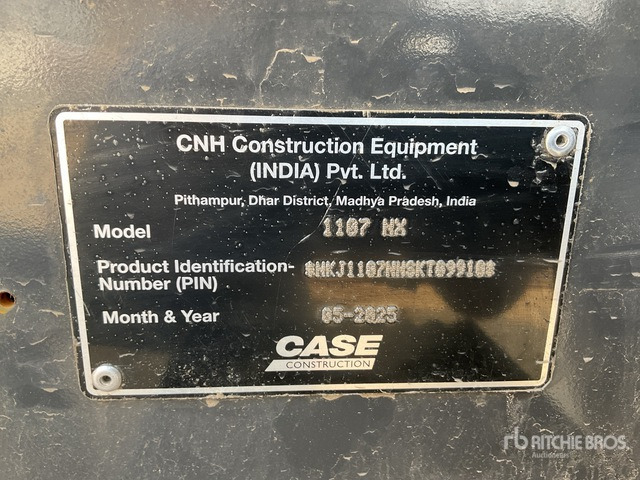 CNH Construction Equipment
(INDIA) Pvt. Ltd.
Pithampur, Dhar District, Madhya Pradesh, India
Model 1107 NX
Product Identification-
Number (PIN)
Month & Year 05-2025
CASE
CONSTRUCTION
rb RITCHIE BROS.
Auctioneers